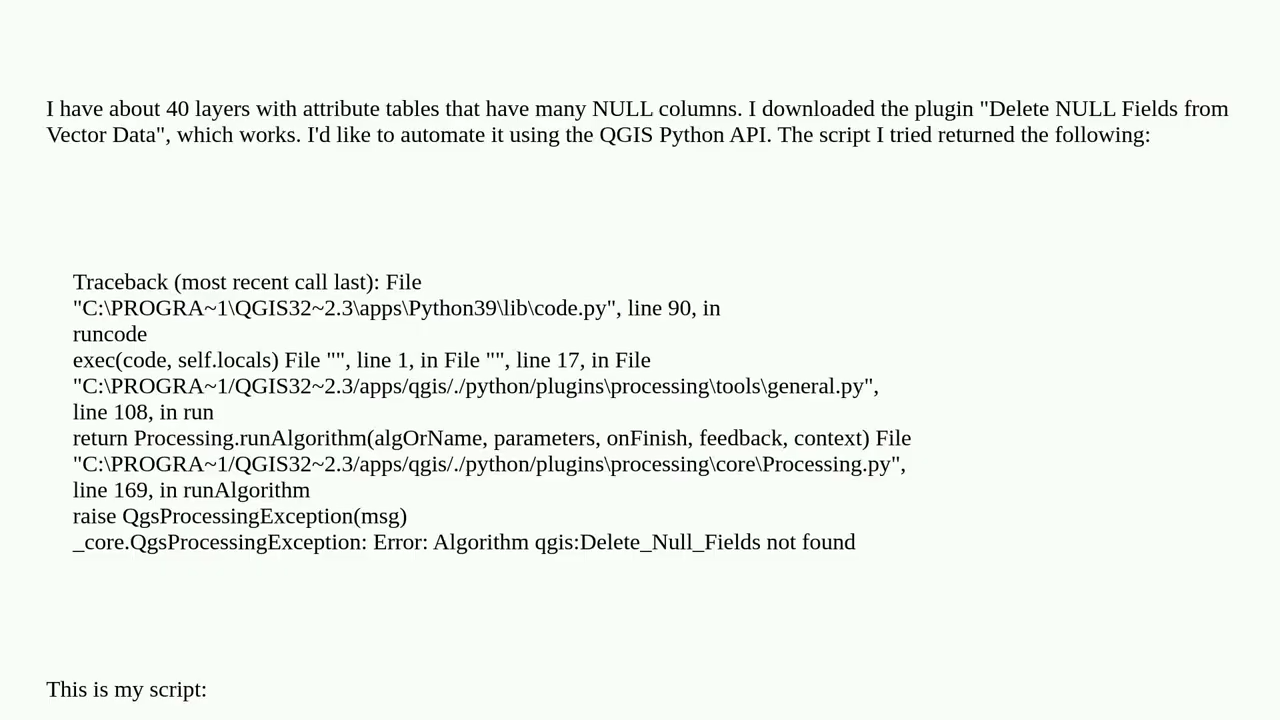 I have about 40 layers with attribute tables that have many NULL columns. I downloaded the plugin "Delete NULL Fields from
Vector Data", which works. I'd like to automate it using the QGIS Python API. The script I tried returned the following:
Traceback (most recent call last): File
"C:\PROGRA~1\QGIS32~2.3\apps\Python39\lib\code.py", line 90, in
runcode
exec(code, self.locals) File "", line 1, in File "", line 17, in File
"C:\PROGRA~1/QGIS32~2.3/apps/qgis/./python/plugins\processing\tools\general.py",
line 108, in run
return Processing.runAlgorithm(algOrName, parameters, onFinish, feedback, context) File
"C:\PROGRA~1/QGIS32~2.3/apps/qgis/./python/plugins\processing\core\Processing.py",
line 169, in runAlgorithm
raise QgsProcessingException(msg)
_core.QgsProcessingException: Error: Algorithm qgis:Delete_Null_Fields not found
This is my script: